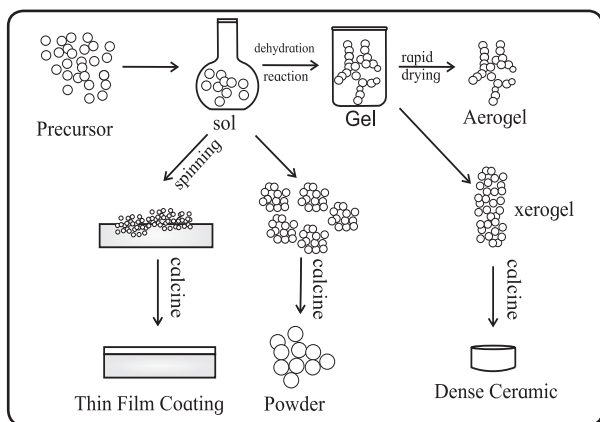 dehydration
reaction
rapid
drying
Precursor
sol
Gel
Aerogel
spinning
xerogel
calcine
calcine
calcine
Thin Film Coating
Powder
Dense Ceramic